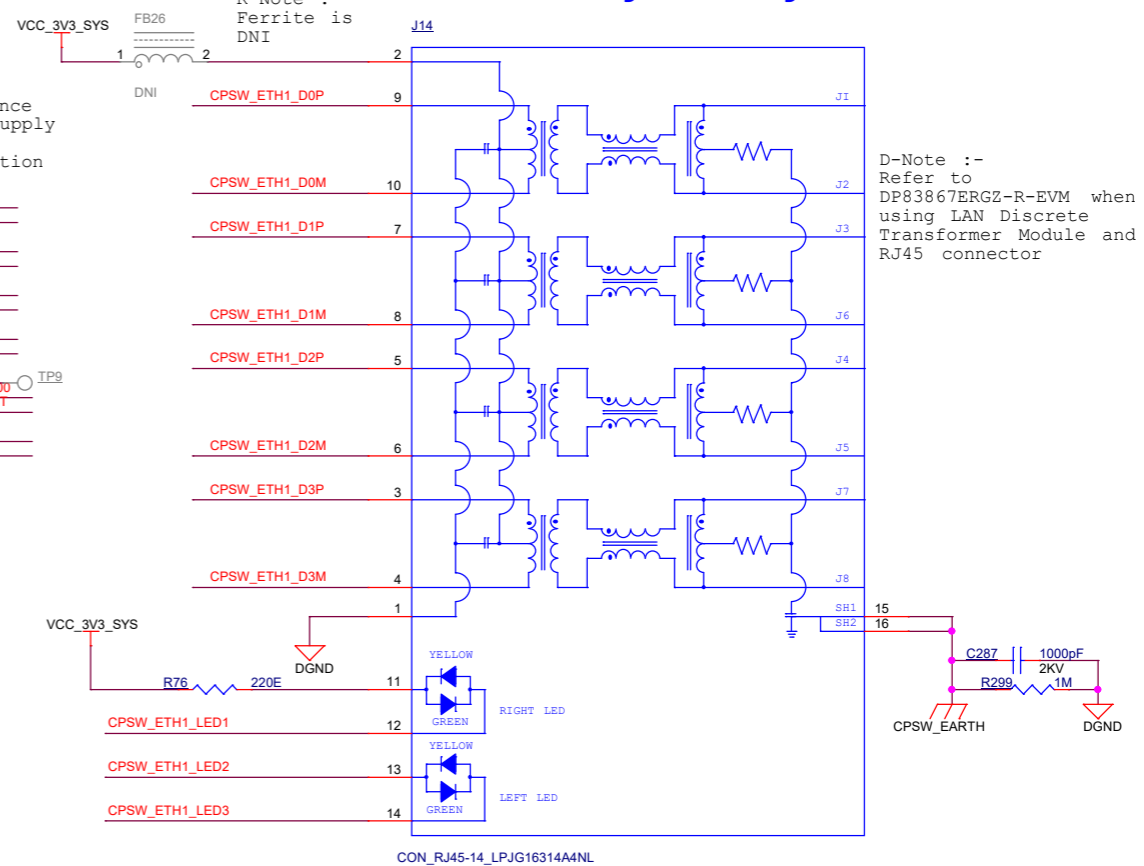 R-Note :-
Ferrite is
DNI
VCC_3V3_SYS
FB26
1
2
DNI
J14
2
CPSW_ETH1_D0P
9
J1
CPSW_ETH1_D0M
10
J2
CPSW_ETH1_D1P
7
J3
CPSW_ETH1_D1M
8
J6
CPSW_ETH1_D2P
5
J4
CPSW_ETH1_D2M
6
J5
CPSW_ETH1_D3P
3
J7
CPSW_ETH1_D3M
4
J8
1
DGND
SH1
15
SH2
16
D-Note :-
Refer to
DP83867ERGZ-R-EVM when
using LAN Discrete
Transformer Module and
RJ45 connector
TP9
VCC_3V3_SYS
R76
220E
11
YELLOW
GREEN
RIGHT LED
CPSW_ETH1_LED1
12
CPSW_ETH1_LED2
13
YELLOW
GREEN
LEFT LED
CPSW_ETH1_LED3
14
C287
1000pF
2KV
R299
1M
CPSW_EARTH
DGND
CON_RJ45-14_LPJG16314A4NL